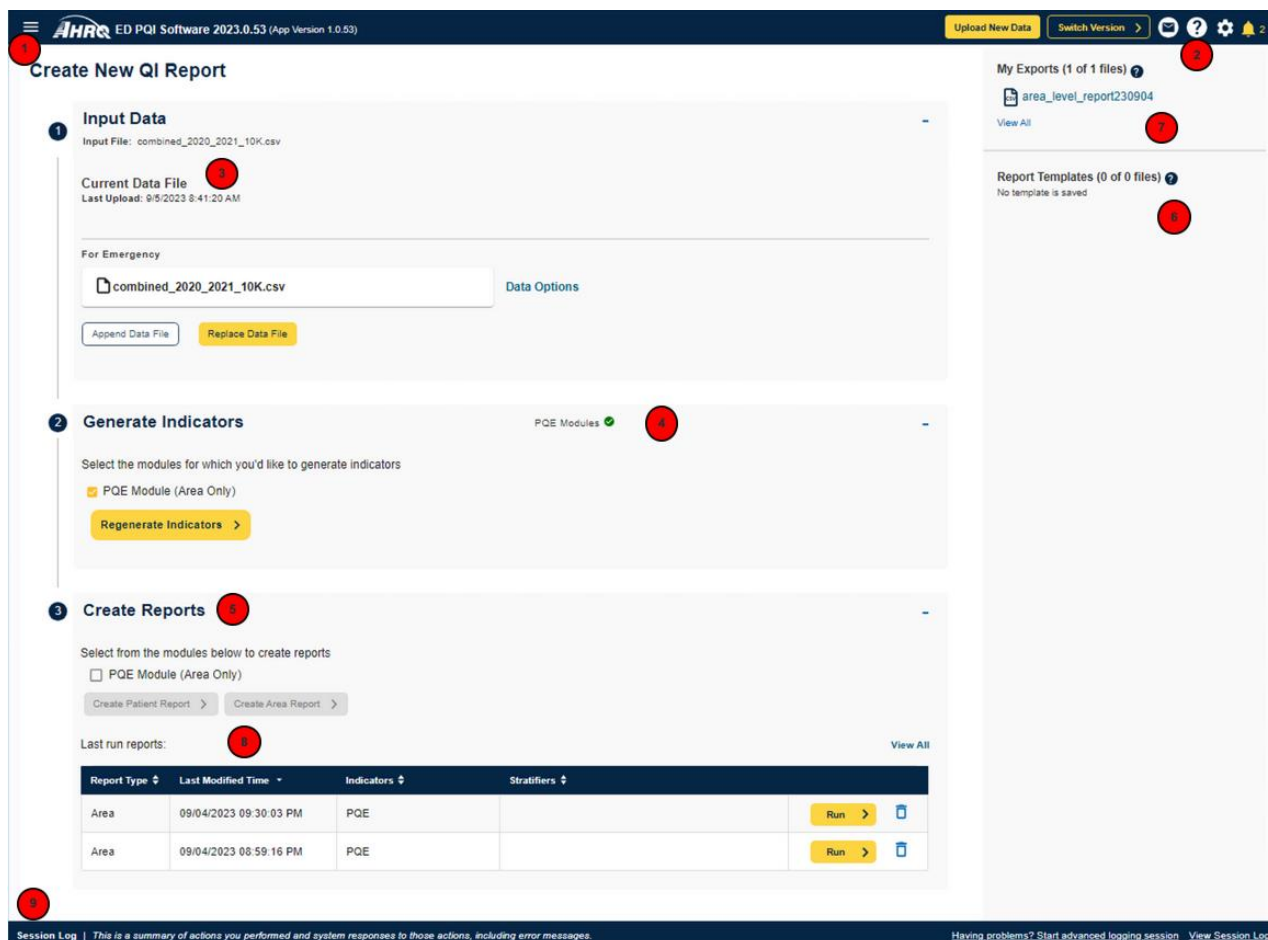 AHRQ ED PQI Software 2023.0.53 (App Version 1.0.53)
Upload New Data
Switch Version
2
1
2
Create New QI Report
1
Input Data
Input File: combined_2020_2021_10K.csv
3
Current Data File
Last Upload: 9/5/2023 8:41:20 AM
For Emergency
combined_2020_2021_10K.csv
Data Options
Append Data File
Replace Data File
2
Generate Indicators
PQE Modules
4
Select the modules for which you'd like to generate indicators
PQE Module (Area Only)
Regenerate Indicators
3
Create Reports
5
Select from the modules below to create reports
PQE Module (Area Only)
Create Patient Report
Create Area Report
Last run reports:
8
View All
Report Type Last Modified Time Indicators Stratifiers
Area 09/04/2023 09:30:03 PM PQE Run
Area 09/04/2023 08:59:16 PM PQE Run
My Exports (1 of 1 files) ?
CSV area_level_report230904
View All
7
Report Templates (0 of 0 files) ?
No template is saved
6
9
Session Log | This is a summary of actions you performed and system responses to those actions, including error messages.
Having problems? Start advanced logging session View Session Log